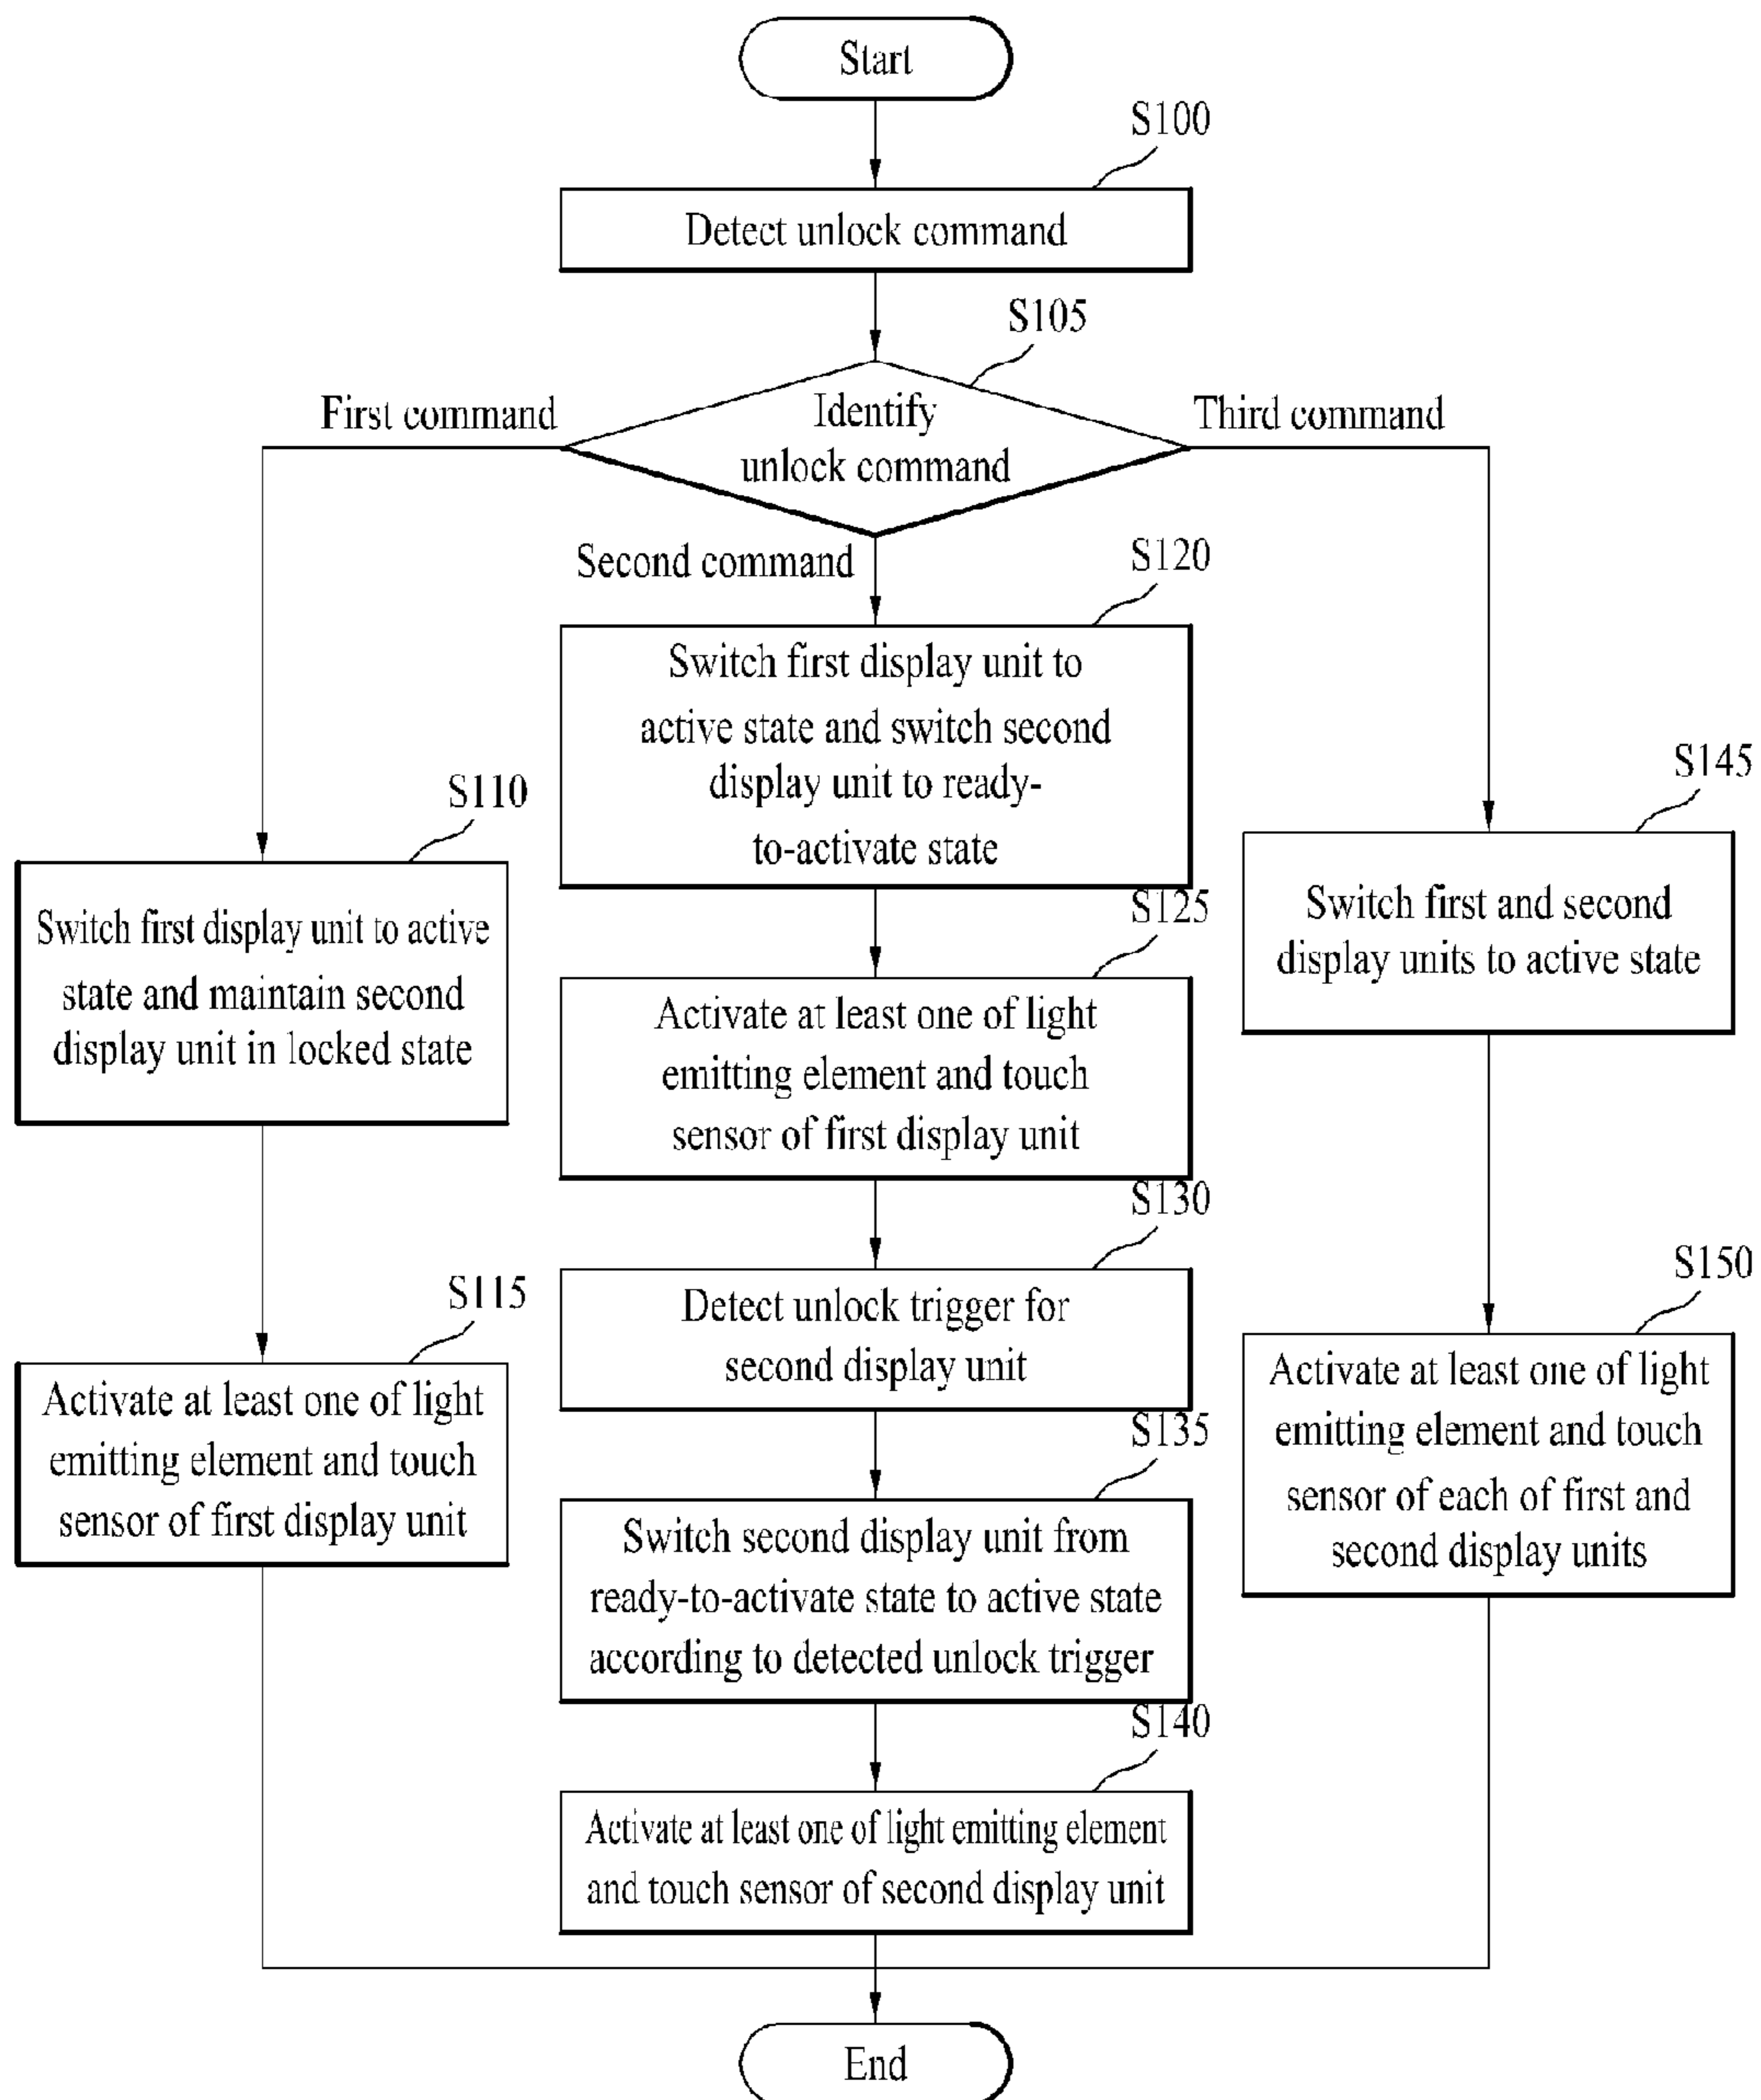 Start
S100
Detect unlock command
S105
First command
Identify
unlock command
Third command
Second command
S120
Switch first display unit to
active state and switch second
display unit to ready-
to-activate state
S110
Switch first display unit to active
state and maintain second
display unit in locked state
S145
Switch first and second
display units to active state
S125
Activate at least one of light
emitting element and touch
sensor of first display unit
S130
Detect unlock trigger for
second display unit
S115
Activate at least one of light
emitting element and touch
sensor of first display unit
S150
Activate at least one of light
emitting element and touch
sensor of each of first and
second display units
S135
Switch second display unit from
ready-to-activate state to active state
according to detected unlock trigger
S140
Activate at least one of light emitting element
and touch sensor of second display unit
End